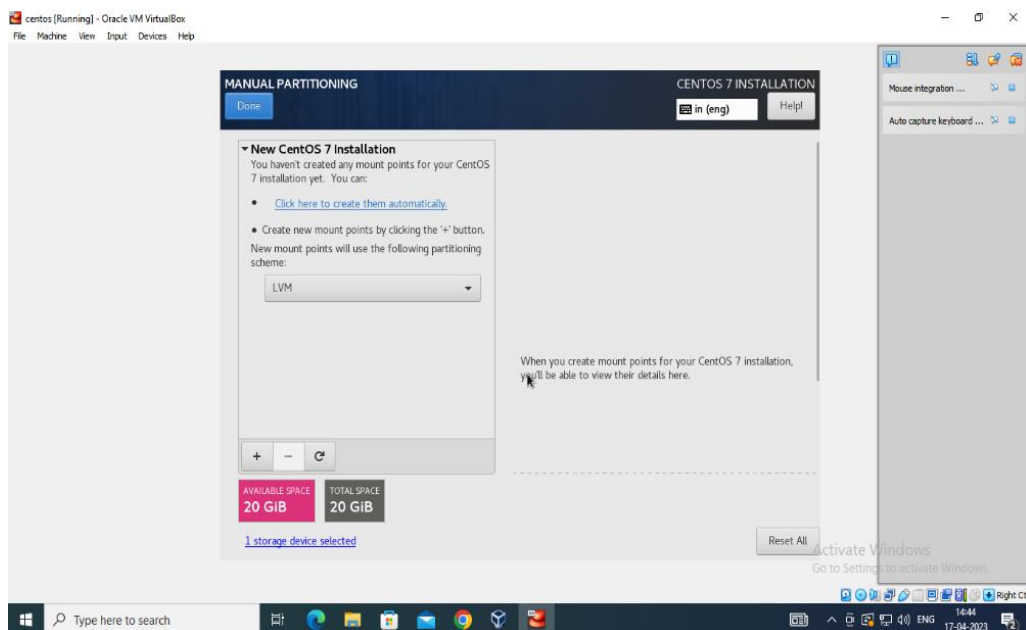 centos [Running] - Oracle VM VirtualBox
File Machine View Input Devices Help
MANUAL PARTITIONING
Done
CENTOS 7 INSTALLATION
in (eng)
Help!
Mouse integration ...
Auto capture keyboard ...
New CentOS 7 Installation
You haven't created any mount points for your CentOS
7 installation yet. You can:
• Click here to create them automatically.
• Create new mount points by clicking the '+' button.
New mount points will use the following partitioning
scheme:
LVM
When you create mount points for your CentOS 7 installation,
you'll be able to view their details here.
+ - 
AVAILABLE SPACE
20 GiB
TOTAL SPACE
20 GiB
1 storage device selected
Reset All
Activate Windows
Go to Settings to activate Windows.
Right Ct
Type here to search
ENG
14:44
17-04-2023
2